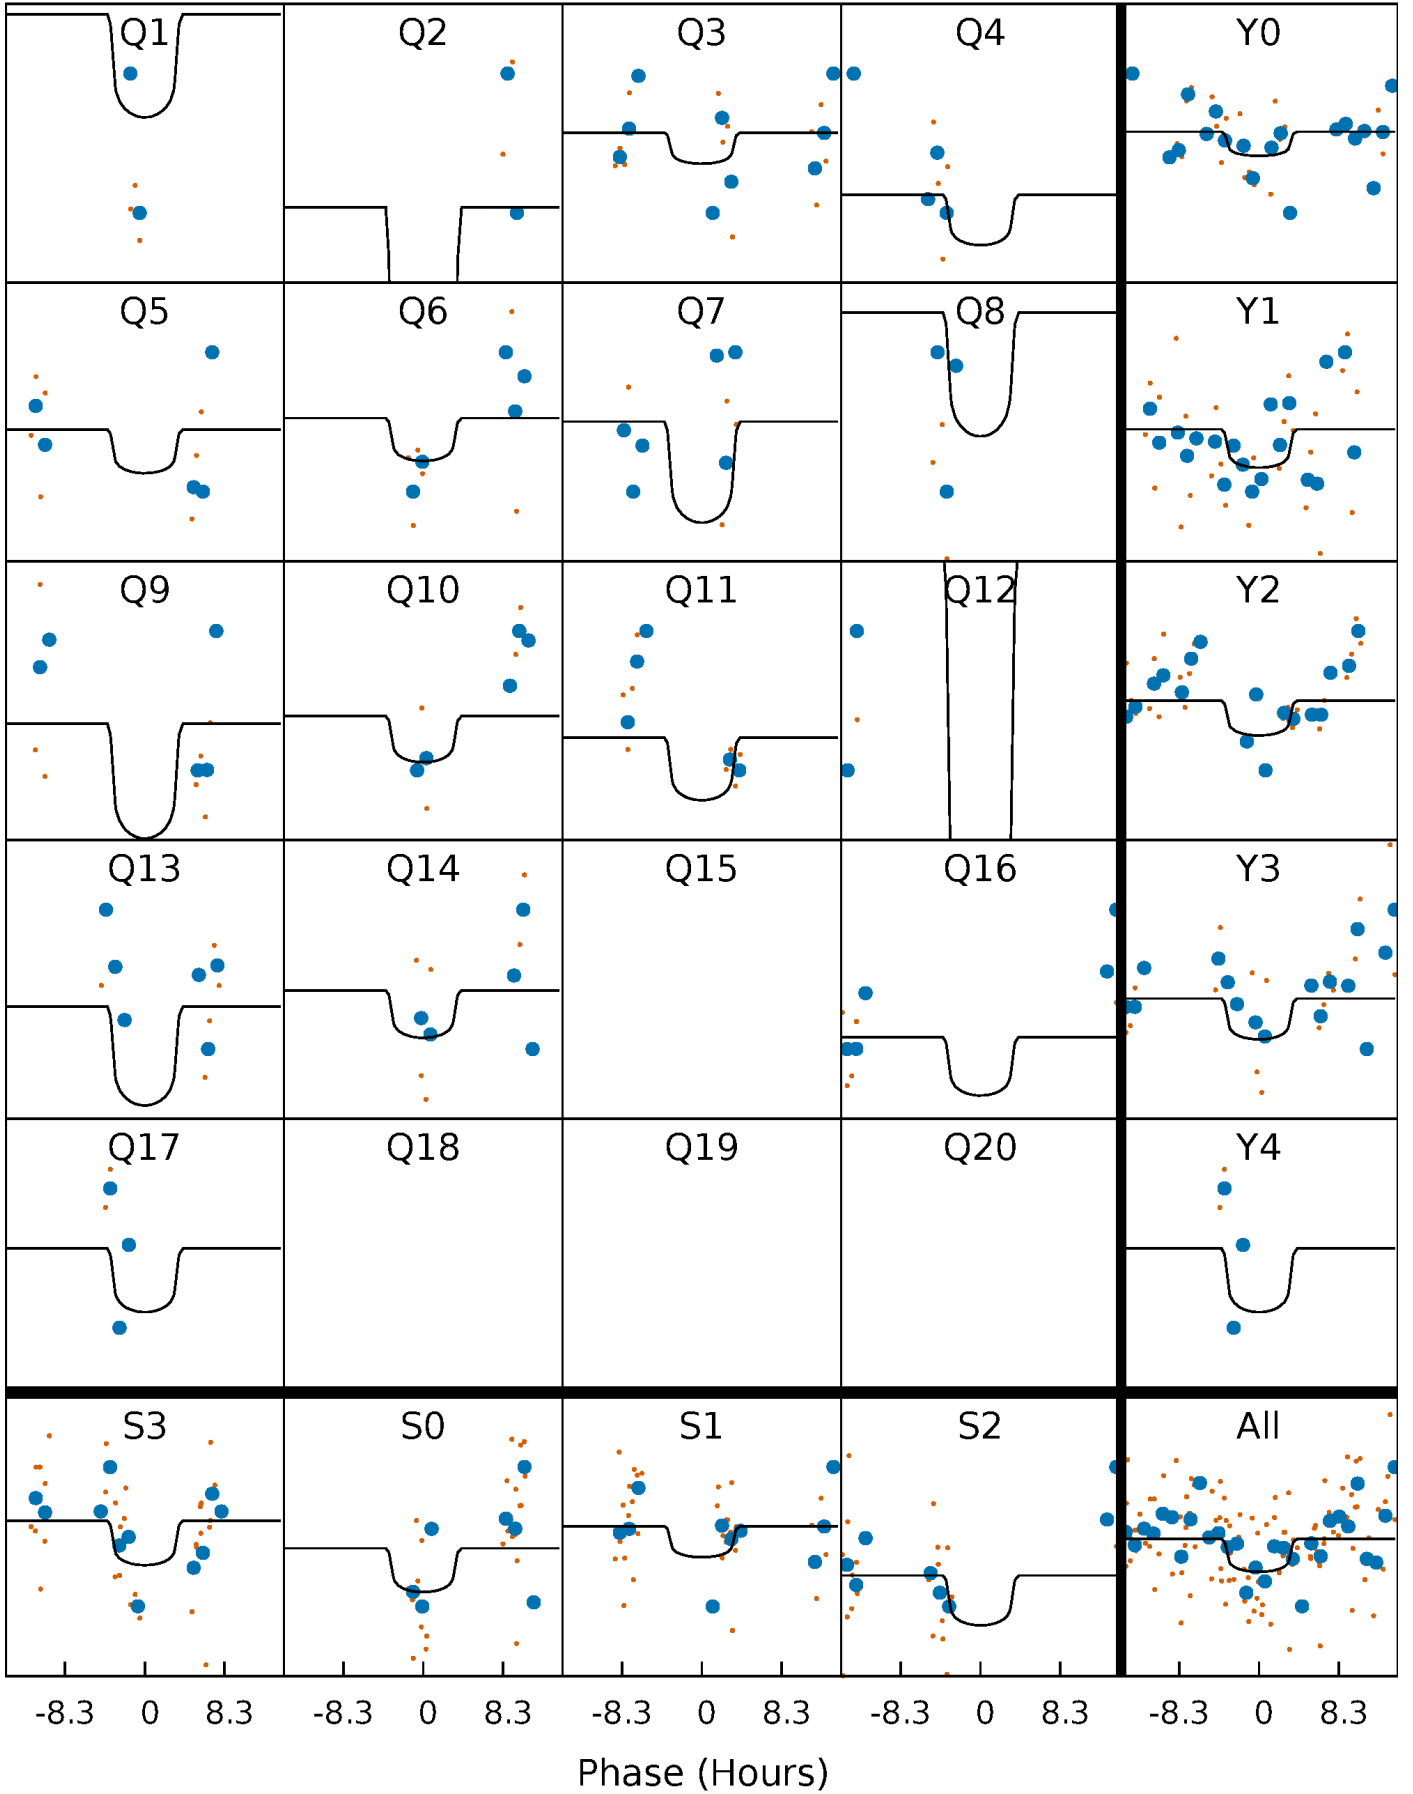 Q1 Q2 Q3 Q4 Y0
Q5 Q6 Q7 Q8 Y1
Q9 Q10 Q11 Q12 Y2
Q13 Q14 Q15 Q16 Y3
Q17 Q18 Q19 Q20 Y4
S3 S0 S1 S2 All
-8.3 0 8.3 -8.3 0 8.3 -8.3 0 8.3 -8.3 0 8.3 -8.3 0 8.3
Phase (Hours)